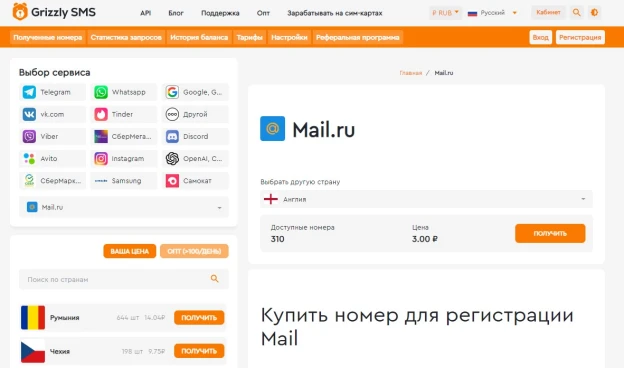 Grizzly SMS
API Блог Поддержка Опт Зарабатывать на сим-картах
₽ RUB Русский Кабинет
Полученные номера Статистика запросов История баланса Тарифы Настройки Реферальная программа
Вход Регистрация
Выбор сервиса
Telegram Whatsapp Google, G...
vk.com Tinder Другой
Viber СберМега... Discord
Avito Instagram OpenAI, C...
СберМарк... Samsung Самокат
Mail.ru
ВАША ЦЕНА ОПТ (>100/ДЕНЬ)
Поиск по странам
Румыния 644 шт 14.04₽ ПОЛУЧИТЬ
Чехия 198 шт 9.75₽ ПОЛУЧИТЬ
Главная / Mail.ru
@ Mail.ru
Выбрать другую страну
Англия
Доступные номера Цена
310 3.00 ₽ ПОЛУЧИТЬ
Купить номер для регистрации
Mail